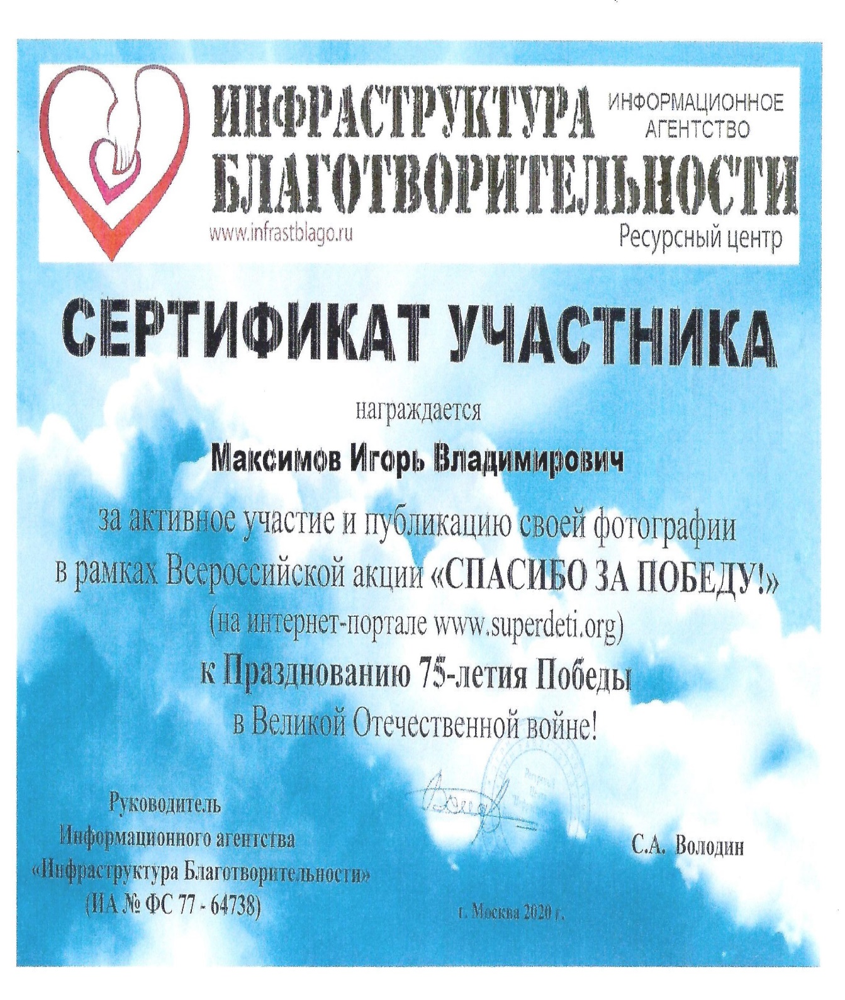 ИНФРАСТРУКТУРА
ИНФОРМАЦИОННОЕ
АГЕНТСТВО
БЛАГОТВОРИТЕЛЬНОСТИ
www.infrastblago.ru
Ресурсный центр
СЕРТИФИКАТ УЧАСТНИКА
награждается
Максимов Игорь Владимирович
за активное участие и публикацию своей фотографии
в рамках Всероссийской акции «СПАСИБО ЗА ПОБЕДУ!»
(на интернет-портале www.superdeti.org)
к Празднованию 75-летия Победы
в Великой Отечественной войне!
Руководитель
Информационного агентства
«Инфраструктура Благотворительности»
(ИА № ФС 77 - 64738)
С.А. Володин
г. Москва 2020 г.